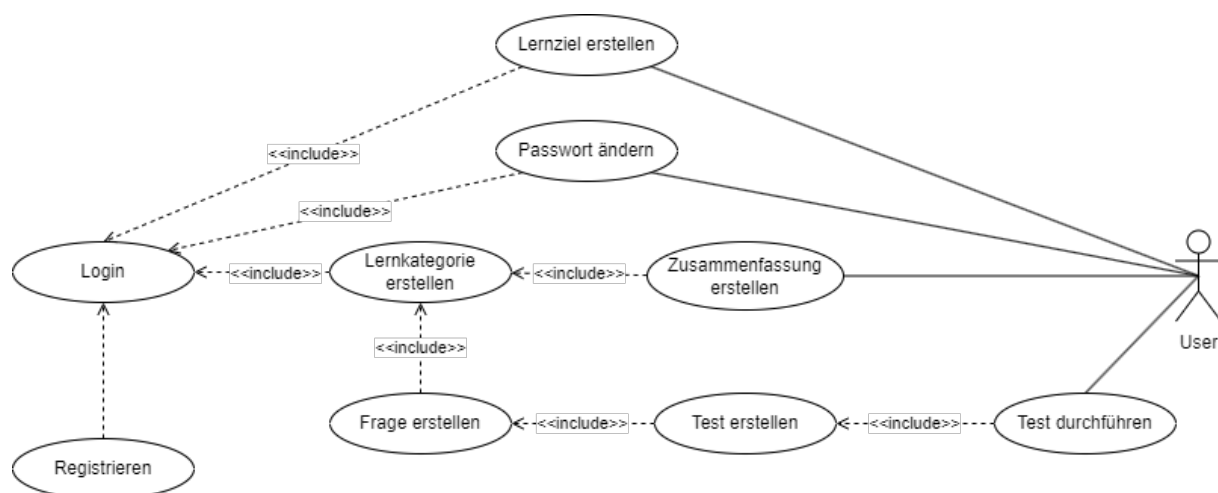 Lernziel erstellen
<<include>>
Passwort ändern
<<include>>
Login
<<include>>
Lernkategorie
erstellen
<<include>>
Zusammenfassung
erstellen
User
<<include>>
Frage erstellen
<<include>>
Test erstellen
<<include>>
Test durchführen
Registrieren